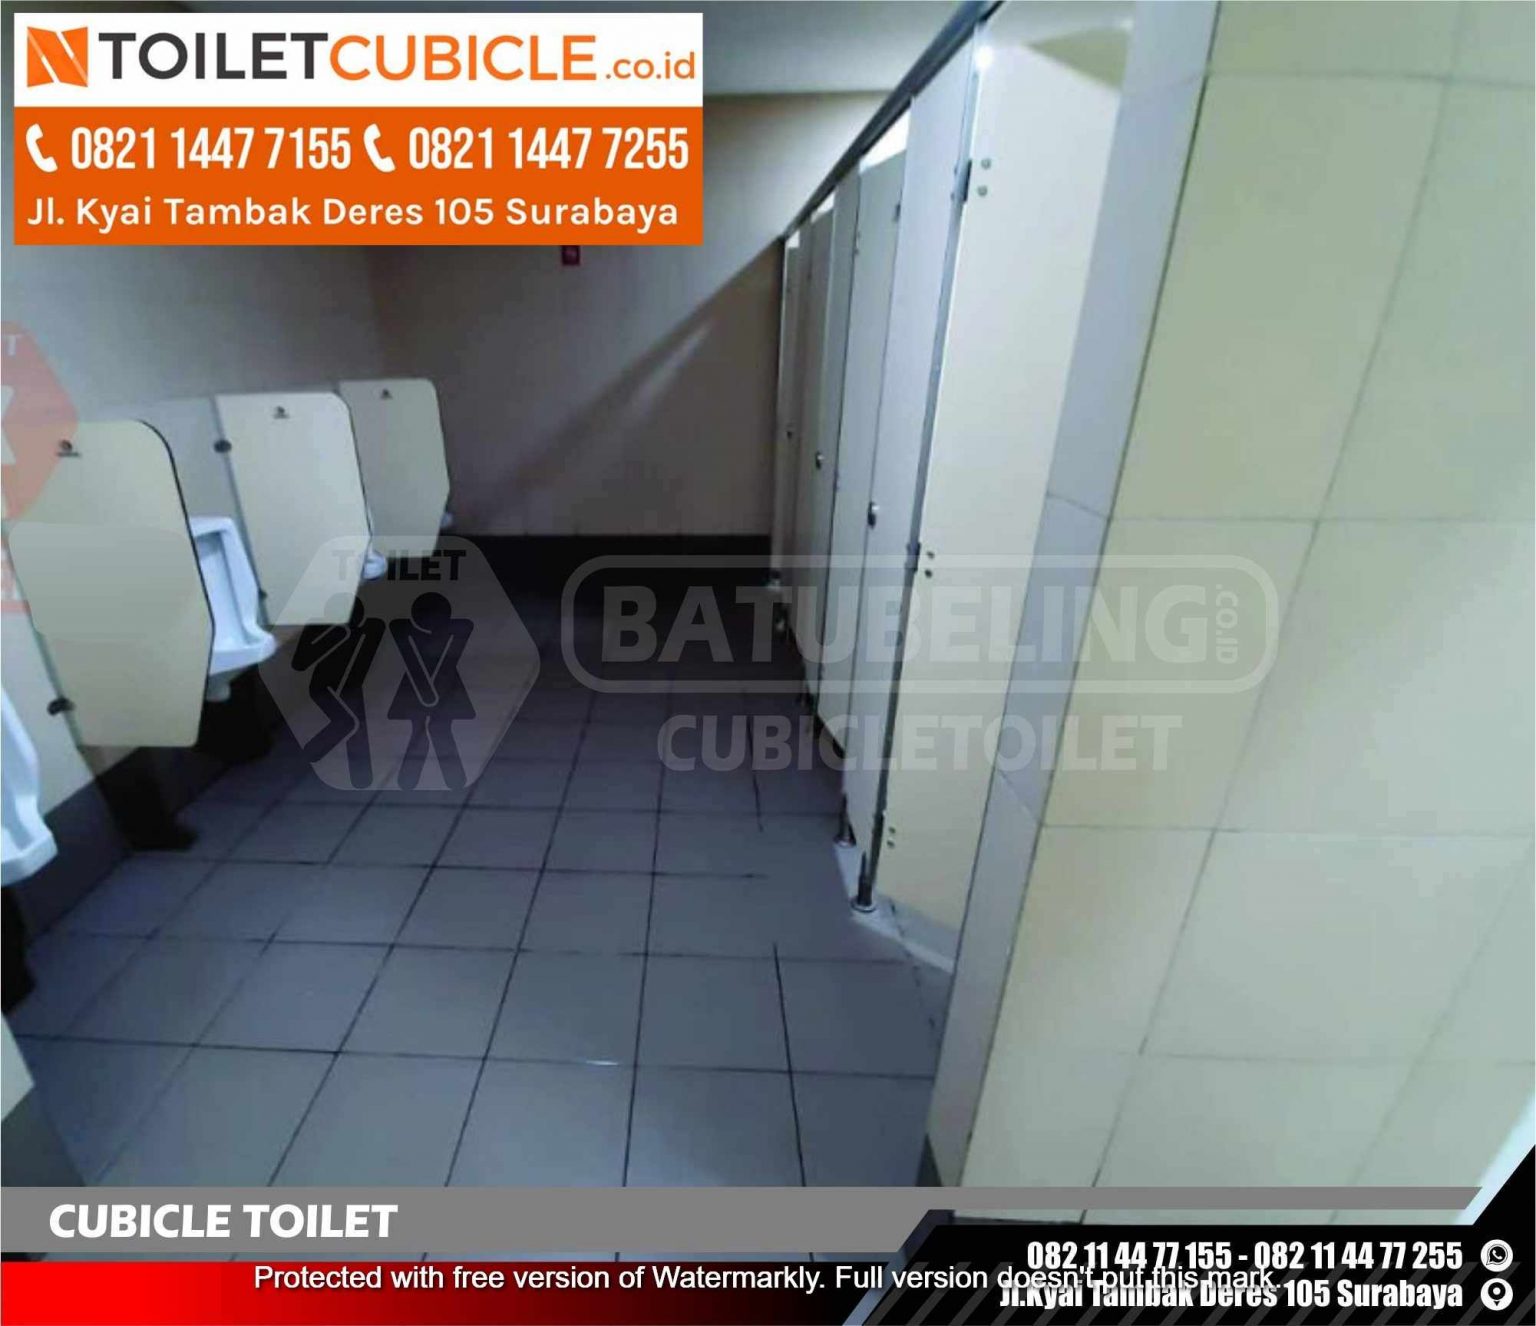 TOILETCUBICLE.co.id
0821 1447 7155 0821 1447 7255
Jl. Kyai Tambak Deres 105 Surabaya
TOILET
BATUBELING.CO.ID
CUBICLETOILET
CUBICLE TOILET
082 11 44 77 155 - 082 11 44 77 255
Protected with free version of Watermarkly. Full version doesn't put this mark.
Jl.Kyai Tambak Deres 105 Surabaya